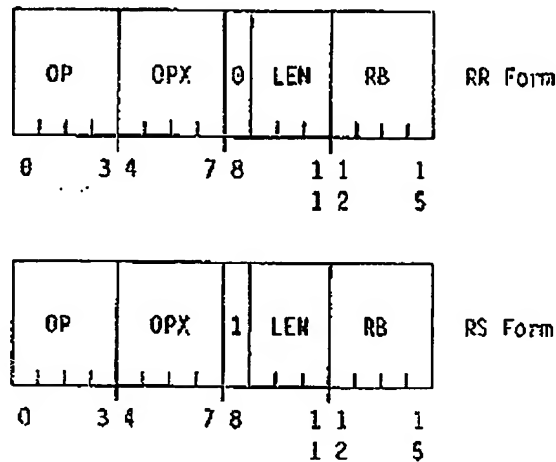 OP OPX 0 LEN RB RR Form
0 3 4 7 8 1 1 1
1 2 5
OP OPX 1 LEN RB RS Form
0 3 4 7 8 1 1 1
1 2 5